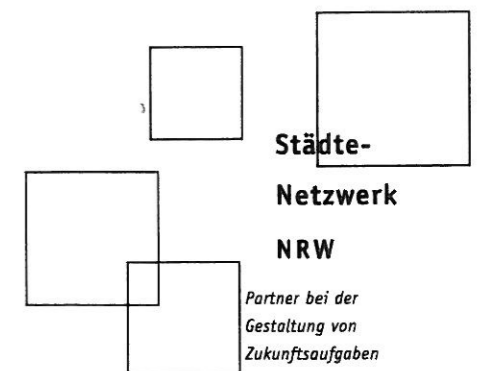 Städte-
Netzwerk
NRW
Partner bei der
Gestaltung von
Zukunftsaufgaben